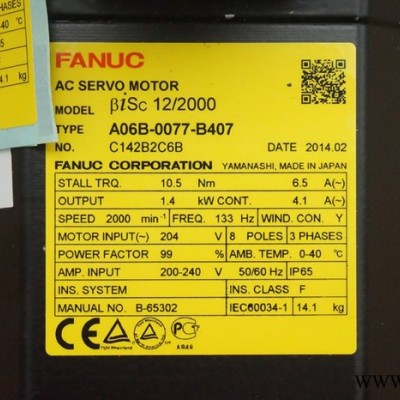 PHASES
-40 °C
5
F
4.1 kg
FANUC
AC SERVO MOTOR
MODEL βiSc 12/2000
TYPE A06B-0077-B407
NO. C142B2C6B DATE 2014.02
FANUC CORPORATION YAMANASHI, MADE IN JAPAN
STALL TRQ. 10.5 Nm 6.5 A(~)
OUTPUT 1.4 kW CONT. 4.1 A(~)
SPEED 2000 min⁻¹ FREQ. 133 Hz WIND. CON. Y
MOTOR INPUT(~) 204 V 8 POLES 3 PHASES
POWER FACTOR 99 % AMB. TEMP. 0-40 °C
AMP. INPUT 200-240 V 50/60 Hz IP65
INS. SYSTEM INS. CLASS F
MANUAL NO. B-65302 IEC60034-1 14.1 kg
CE
www.